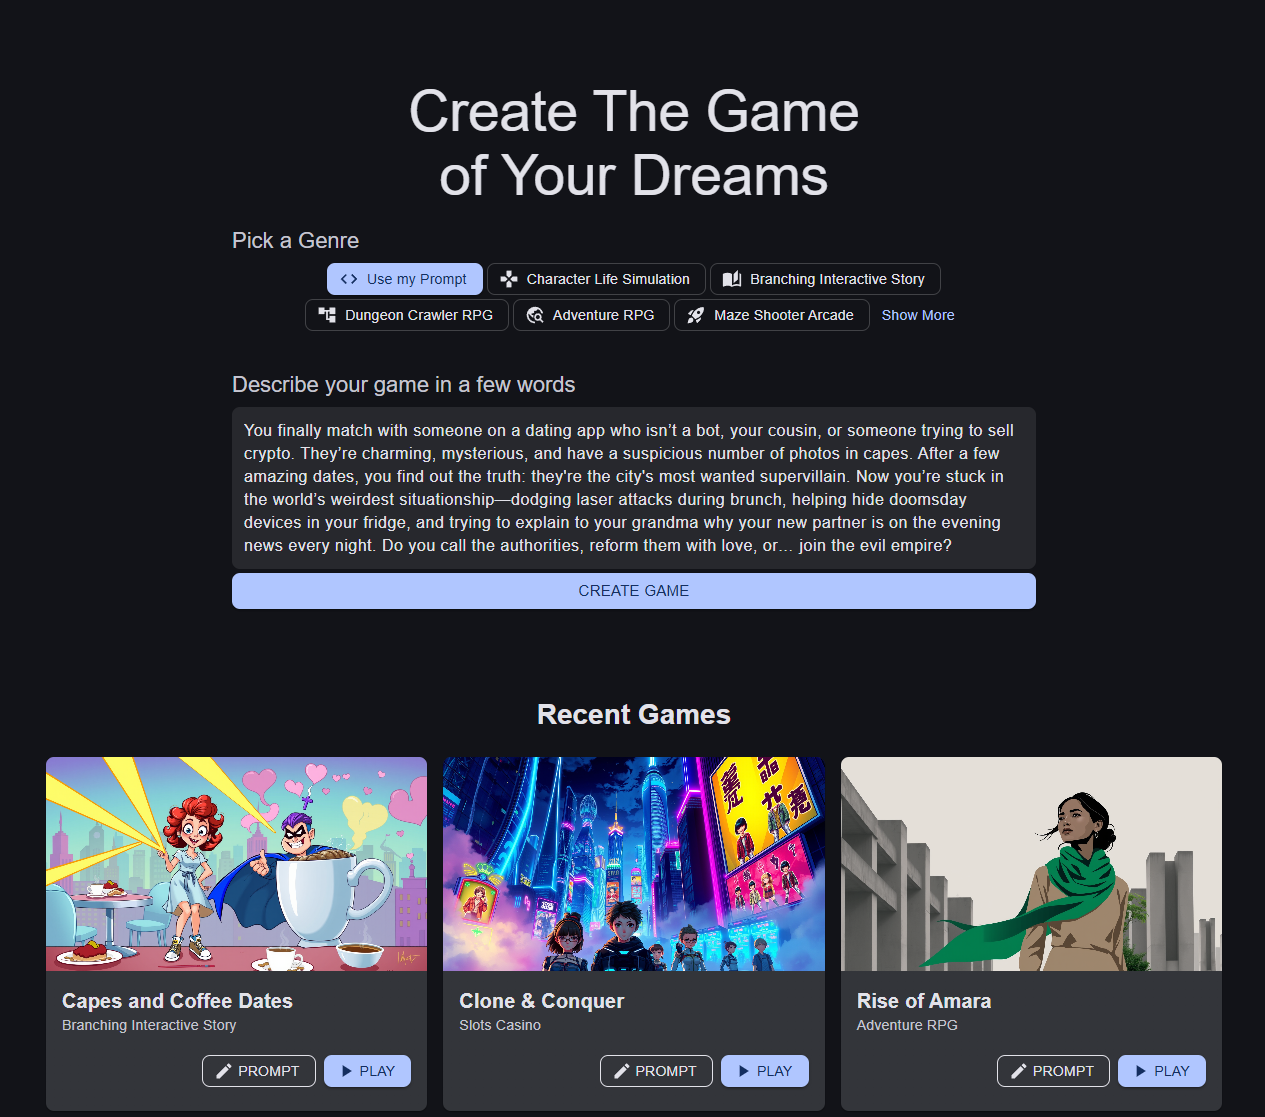 Create The Game
of Your Dreams
Pick a Genre
Use my Prompt
Character Life Simulation
Branching Interactive Story
Dungeon Crawler RPG
Adventure RPG
Maze Shooter Arcade
Show More
Describe your game in a few words
You finally match with someone on a dating app who isn’t a bot, your cousin, or someone trying to sell
crypto. They’re charming, mysterious, and have a suspicious number of photos in capes. After a few
amazing dates, you find out the truth: they're the city's most wanted supervillain. Now you’re stuck in
the world’s weirdest situationship—dodging laser attacks during brunch, helping hide doomsday
devices in your fridge, and trying to explain to your grandma why your new partner is on the evening
news every night. Do you call the authorities, reform them with love, or… join the evil empire?
CREATE GAME
Recent Games
Capes and Coffee Dates
Branching Interactive Story
PROMPT
PLAY
Clone & Conquer
Slots Casino
PROMPT
PLAY
Rise of Amara
Adventure RPG
PROMPT
PLAY